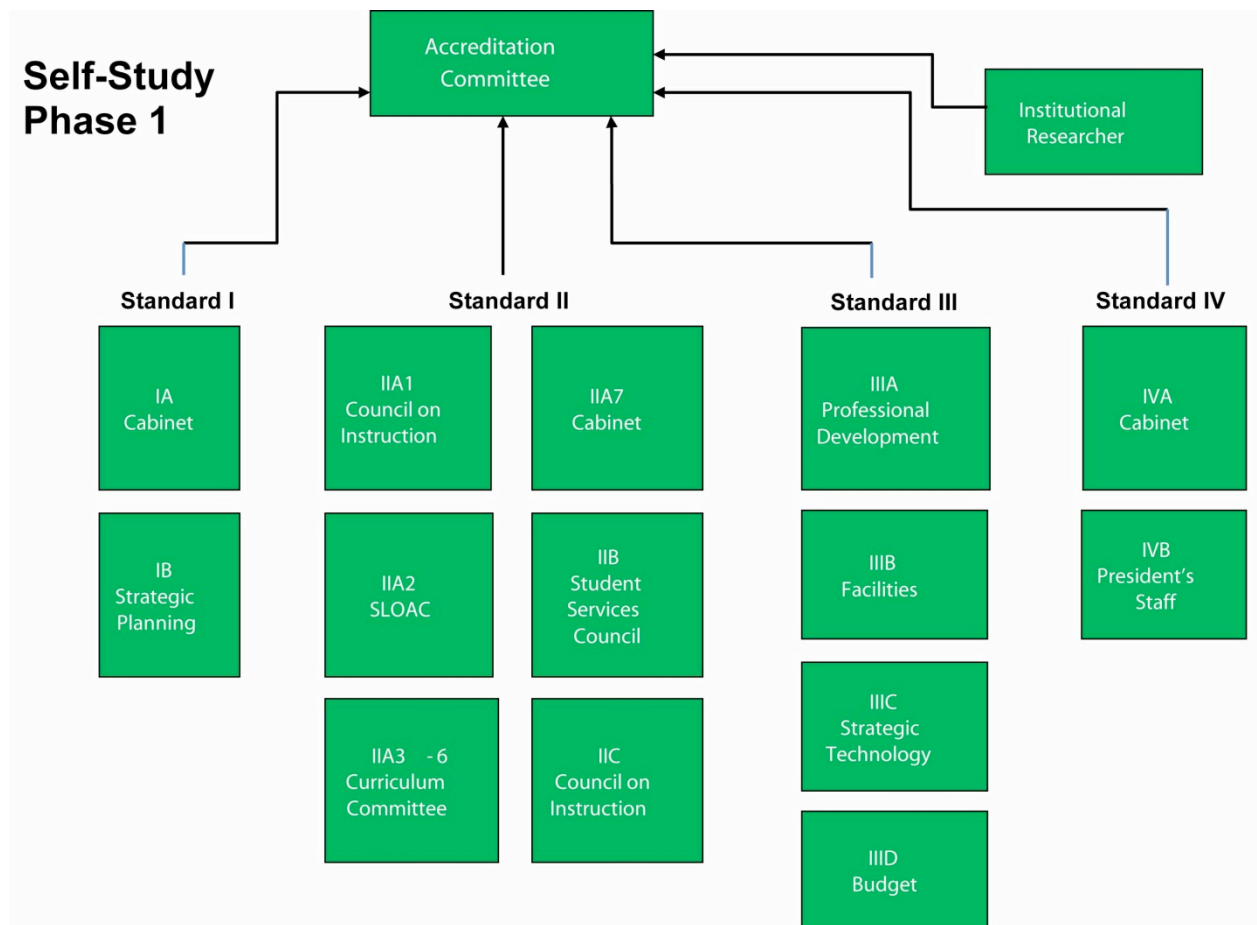 Self-Study
Phase 1
Accreditation
Committee
Institutional
Researcher
Standard I
IA
Cabinet
IB
Strategic
Planning
Standard II
IIA1
Council on
Instruction
IIA2
SLOAC
IIA3 - 6
Curriculum
Committee
IIA7
Cabinet
IIB
Student
Services
Council
IIC
Council on
Instruction
Standard III
IIIA
Professional
Development
IIIB
Facilities
IIIC
Strategic
Technology
IIID
Budget
Standard IV
IVA
Cabinet
IVB
President’s
Staff